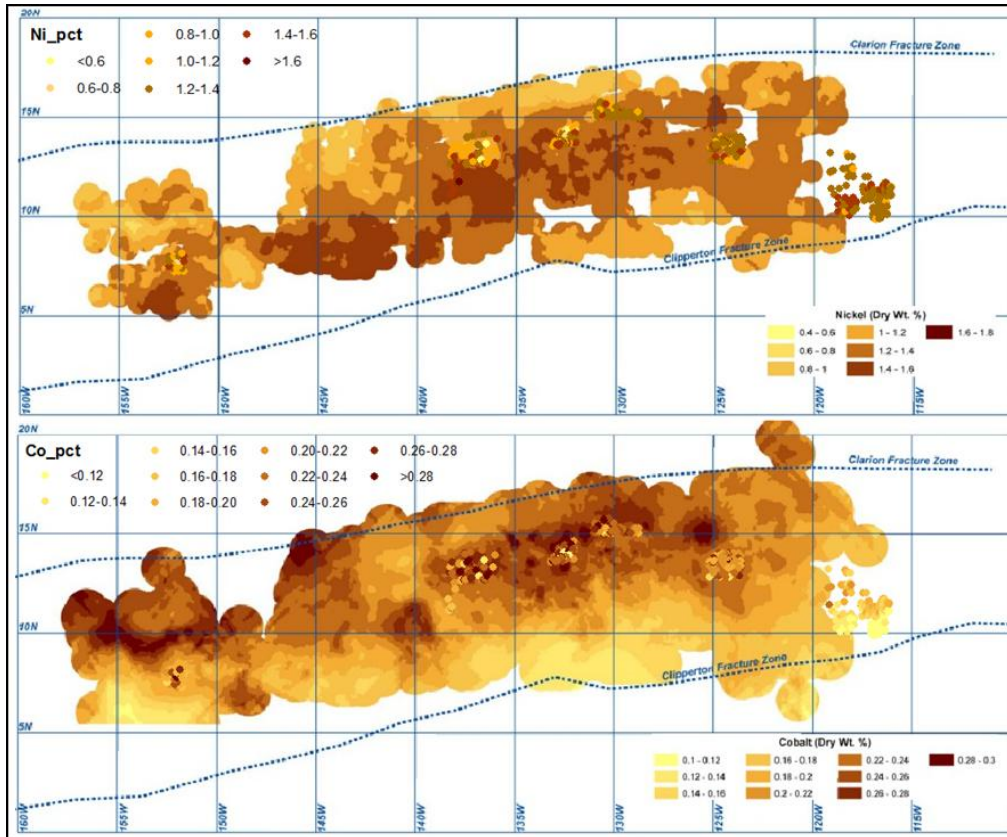 20N
Ni_pct
0.8-1.0
1.4-1.6
<0.6
1.0-1.2
>1.6
0.6-0.8
1.2-1.4
Clarion Fracture Zone
15N
10N
Clipperton Fracture Zone
5N
Nickel (Dry Wt. %)
0.4 - 0.6
1 - 1.2
1.6 - 1.8
0.6 - 0.8
1.2 - 1.4
0.8 - 1
1.4 - 1.6
160W
155W
150W
145W
140W
135W
130W
125W
120W
115W
20N
Co_pct
0.14-0.16
0.20-0.22
0.26-0.28
<0.12
0.16-0.18
0.22-0.24
>0.28
0.12-0.14
0.18-0.20
0.24-0.26
Clarion Fracture Zone
15N
10N
Clipperton Fracture Zone
5N
Cobalt (Dry Wt. %)
0.1 - 0.12
0.16 - 0.18
0.22 - 0.24
0.28 - 0.3
0.12 - 0.14
0.18 - 0.2
0.24 - 0.26
0.14 - 0.16
0.2 - 0.22
0.26 - 0.28
160W
155W
150W
145W
140W
135W
130W
125W
120W
115W